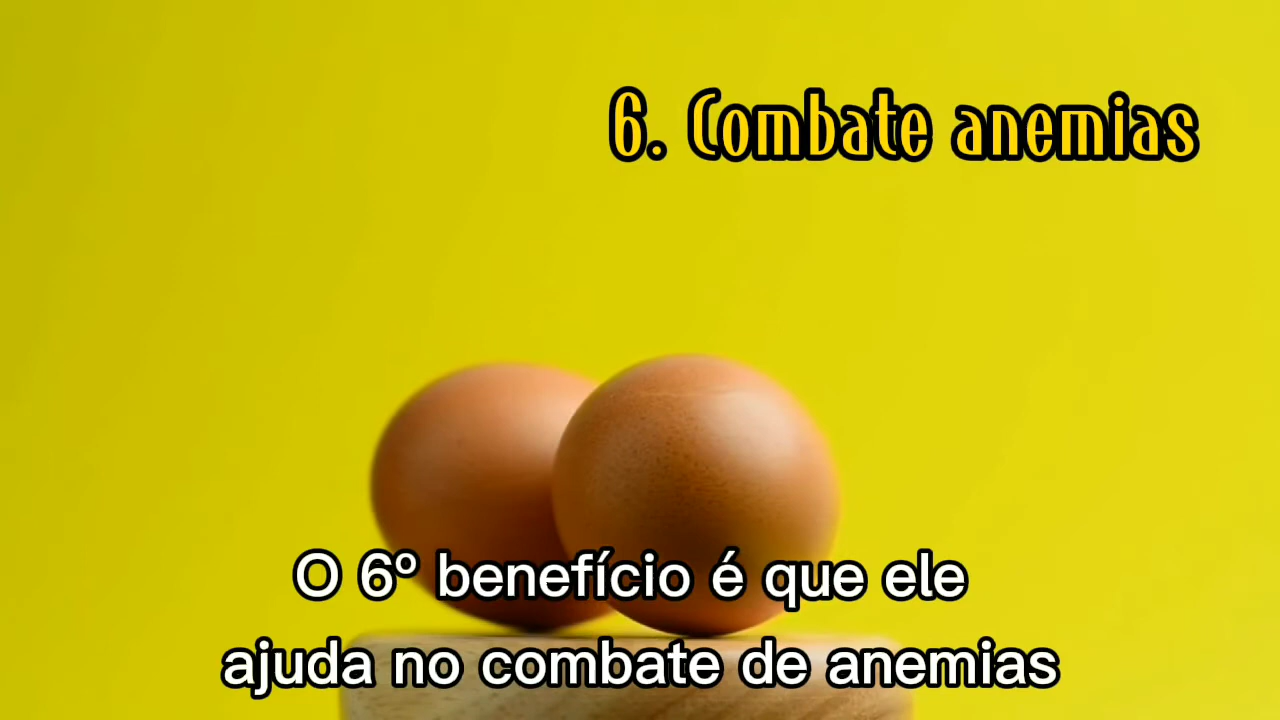 6. Combate anemias
O 6º benefício é que ele
ajuda no combate de anemias